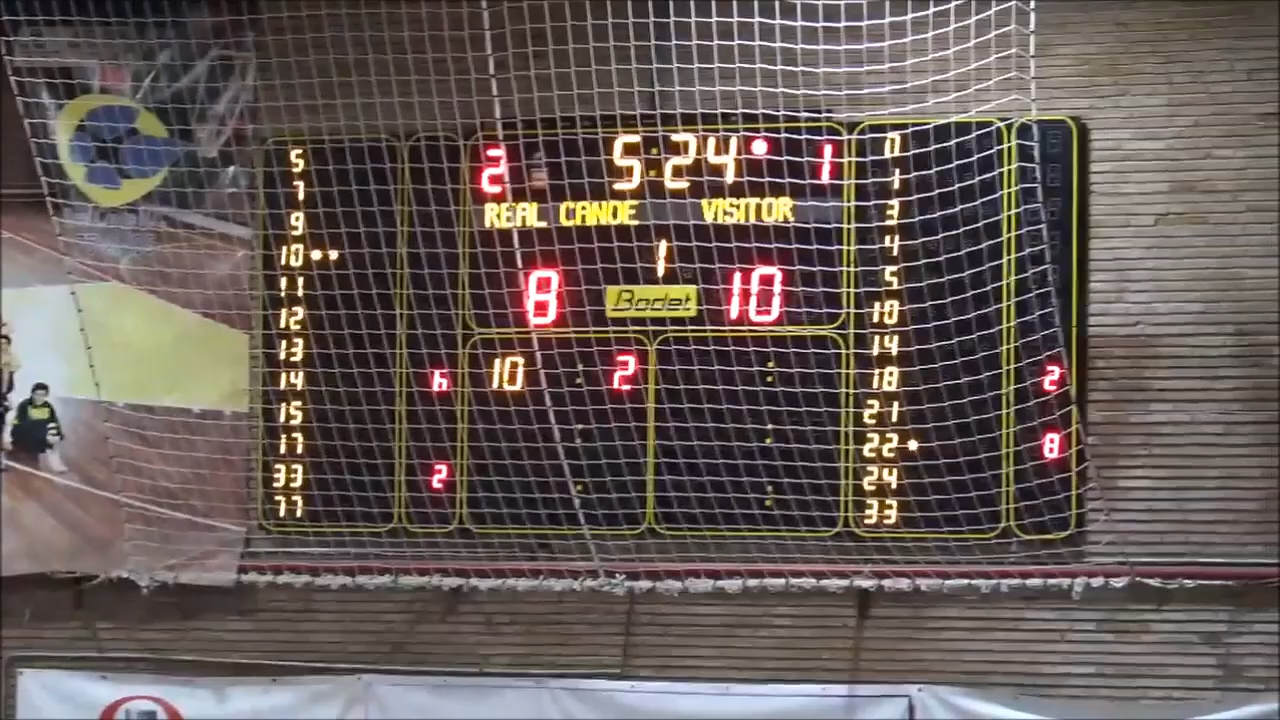 5 2 5:24 1 0
7 REAL CANOE VISITOR 1
9 3
10 1 4
11 8 Bodet 10 5
12 10
13 14
14 10 : 2 : 18 2
15 21
17 : : 22 8
33 2 24
77 : : 33